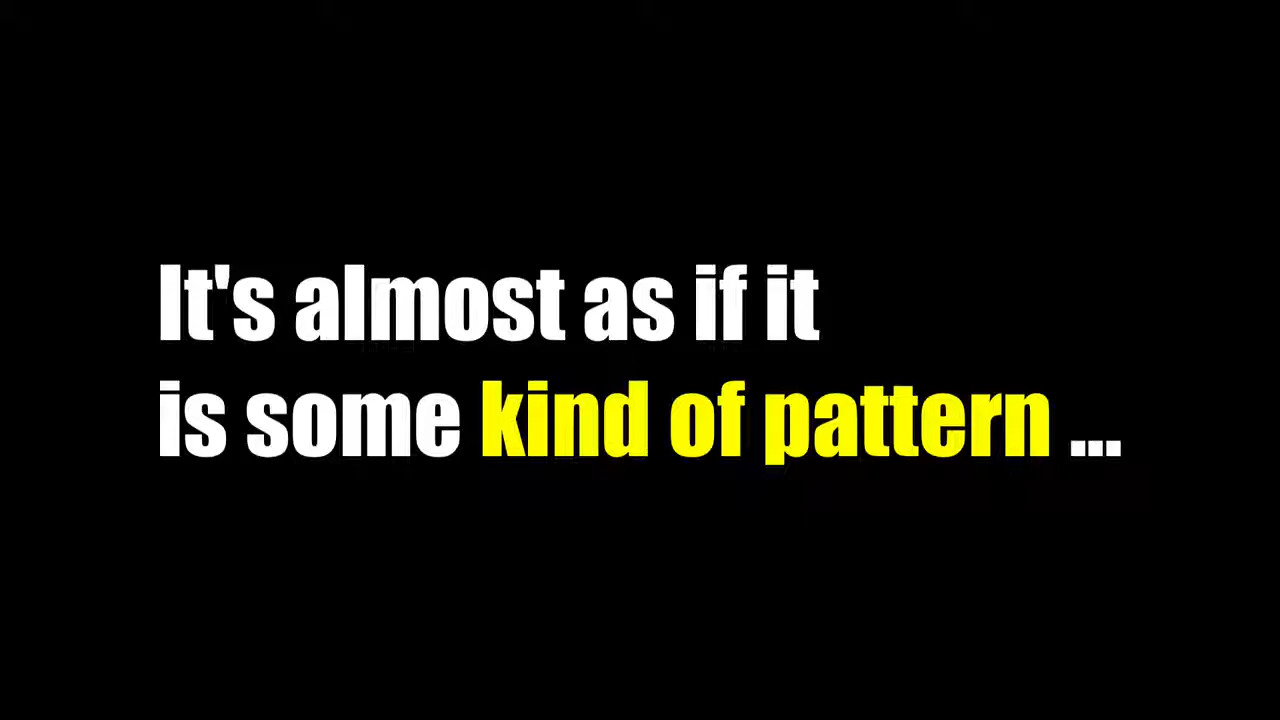 It's almost as if it
is some kind of pattern ...